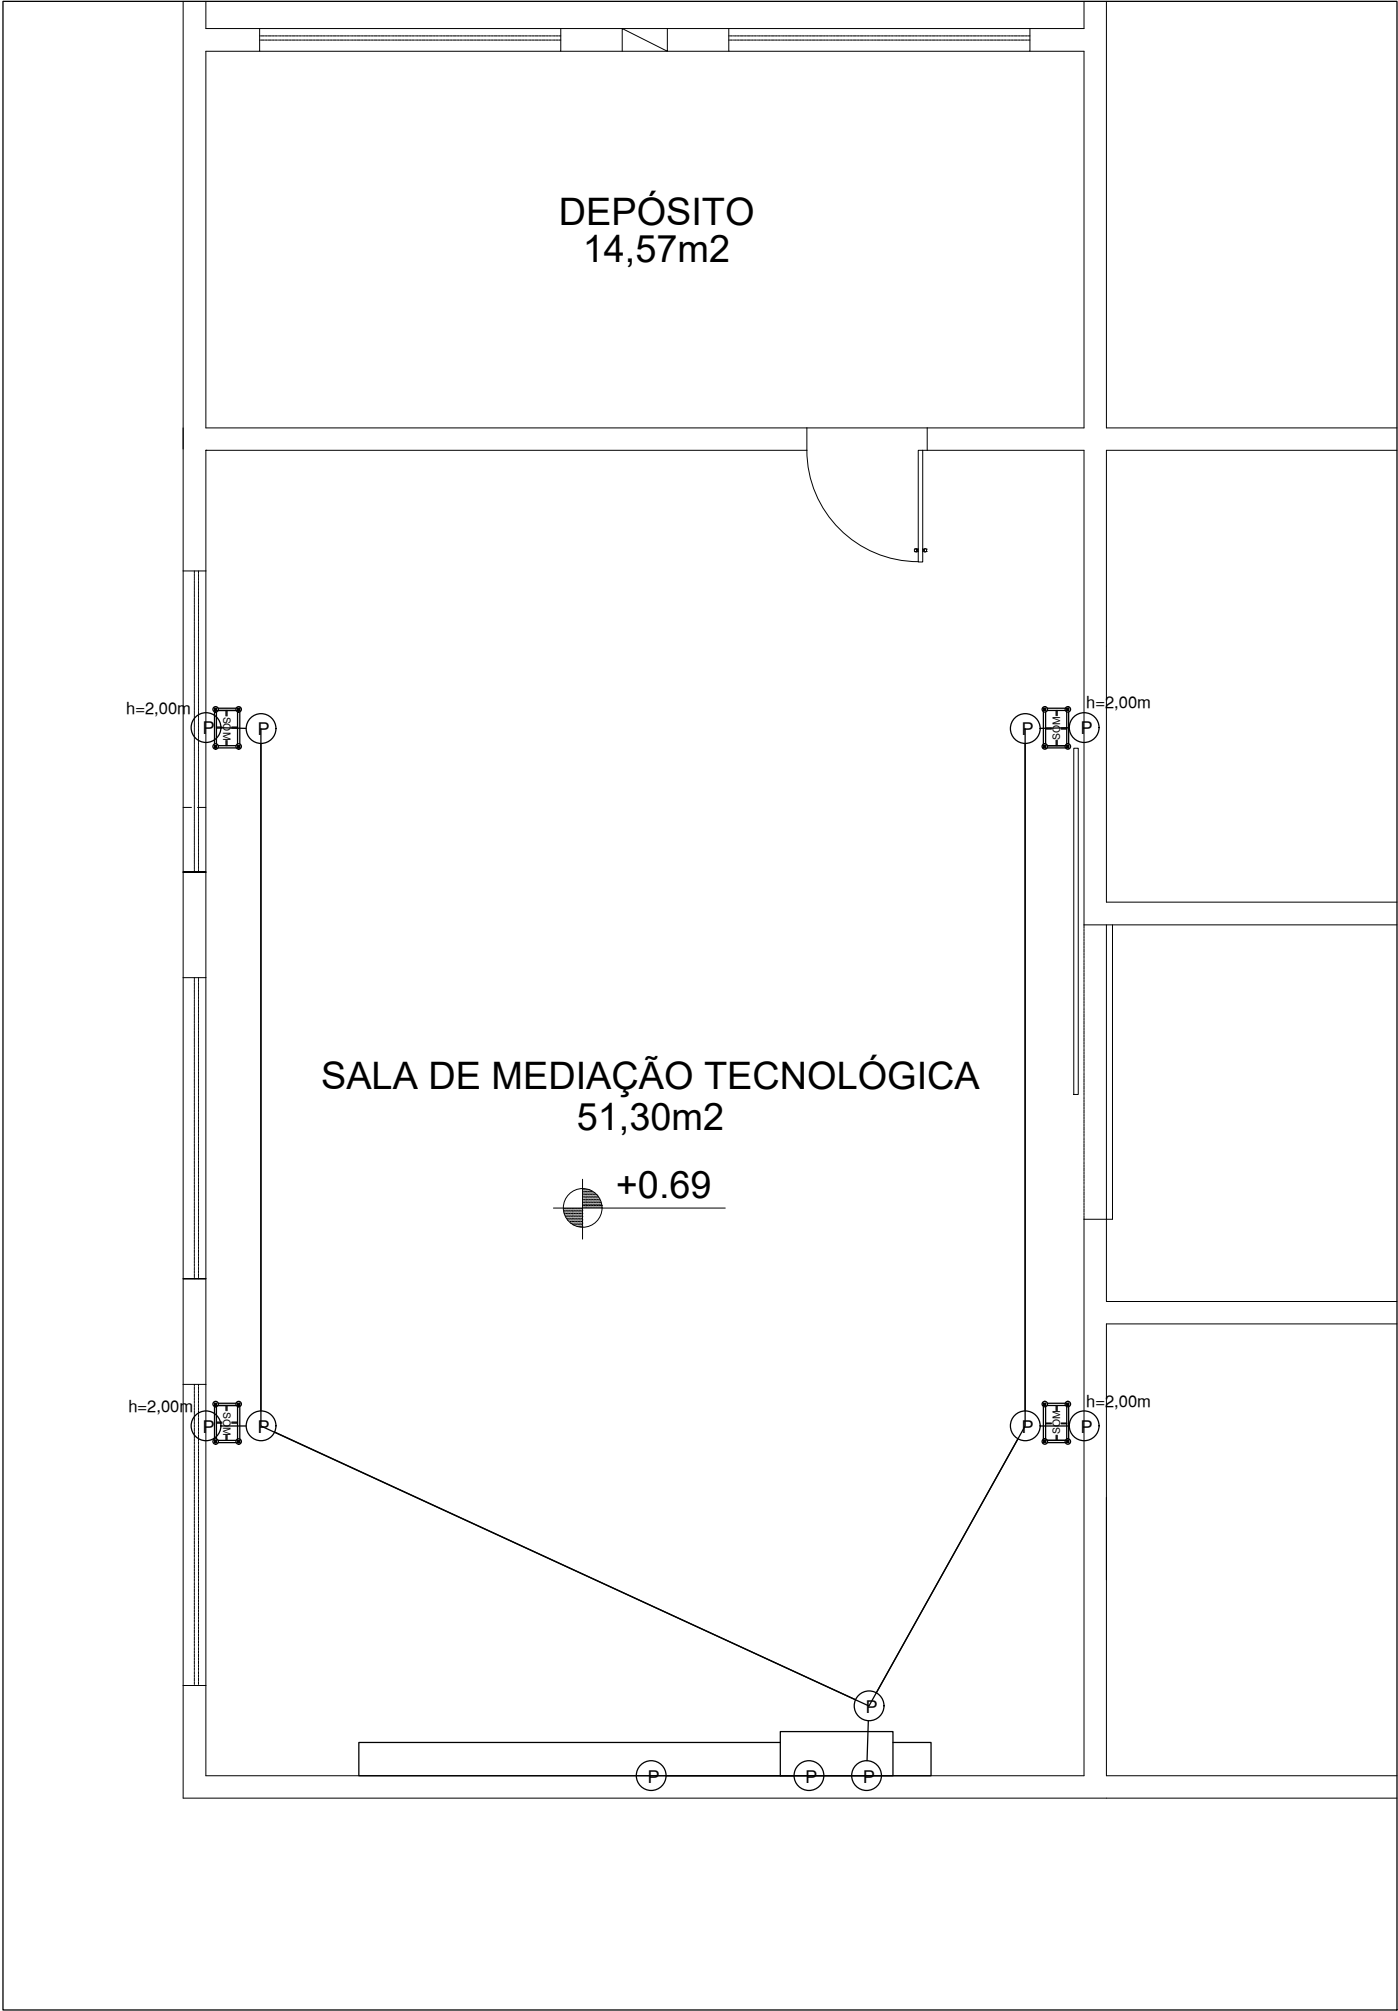 DEPÓSITO
14,57m2
h=2,00m
P
SOM
P
P
SOM
P
h=2,00m
SALA DE MEDIAÇÃO TECNOLÓGICA
51,30m2
+0.69
h=2,00m
P
SOM
P
P
SOM
P
h=2,00m
P
P
P
P